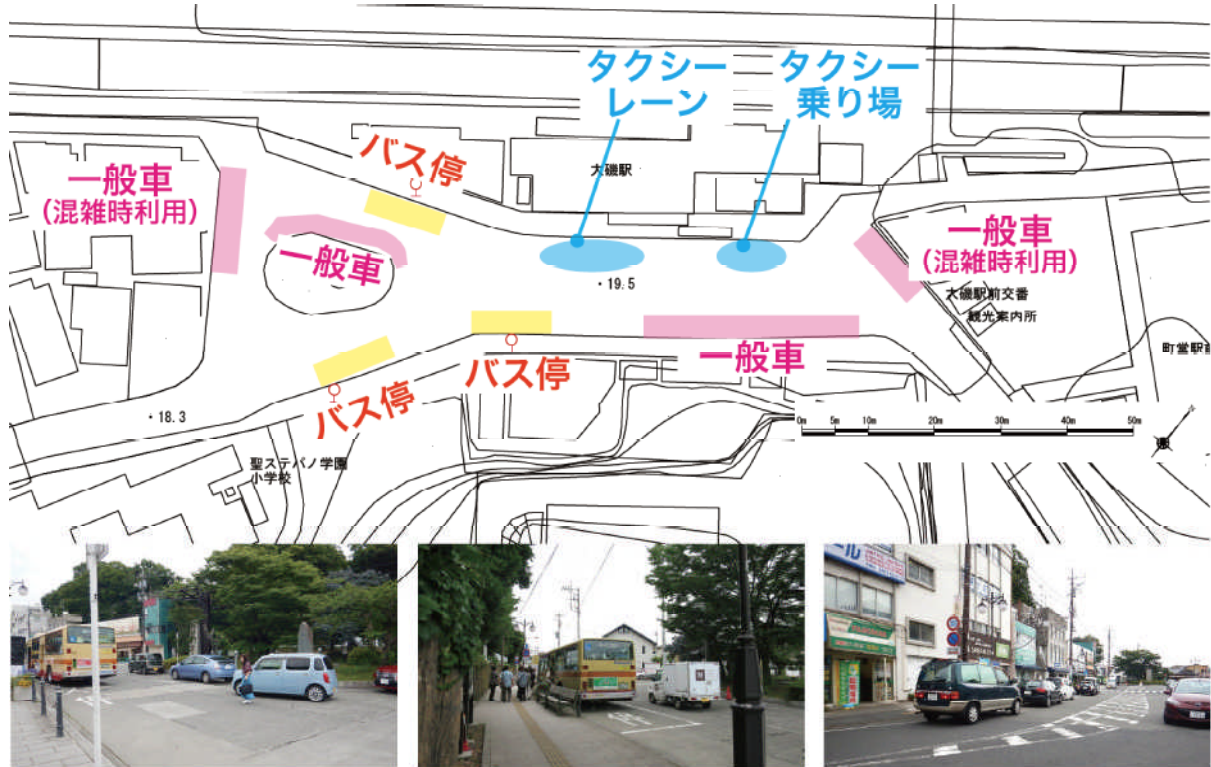 タクシー
レーン
タクシー
乗り場
バス停
大磯駅
一般車
(混雑時利用)
一般車
一般車
(混雑時利用)
・19.5
大磯駅前交番
観光案内所
町営駅前
バス停
一般車
バス停
・18.3
0m 5m 10m 20m 30m 40m 50m
聖ステパノ学園
小学校